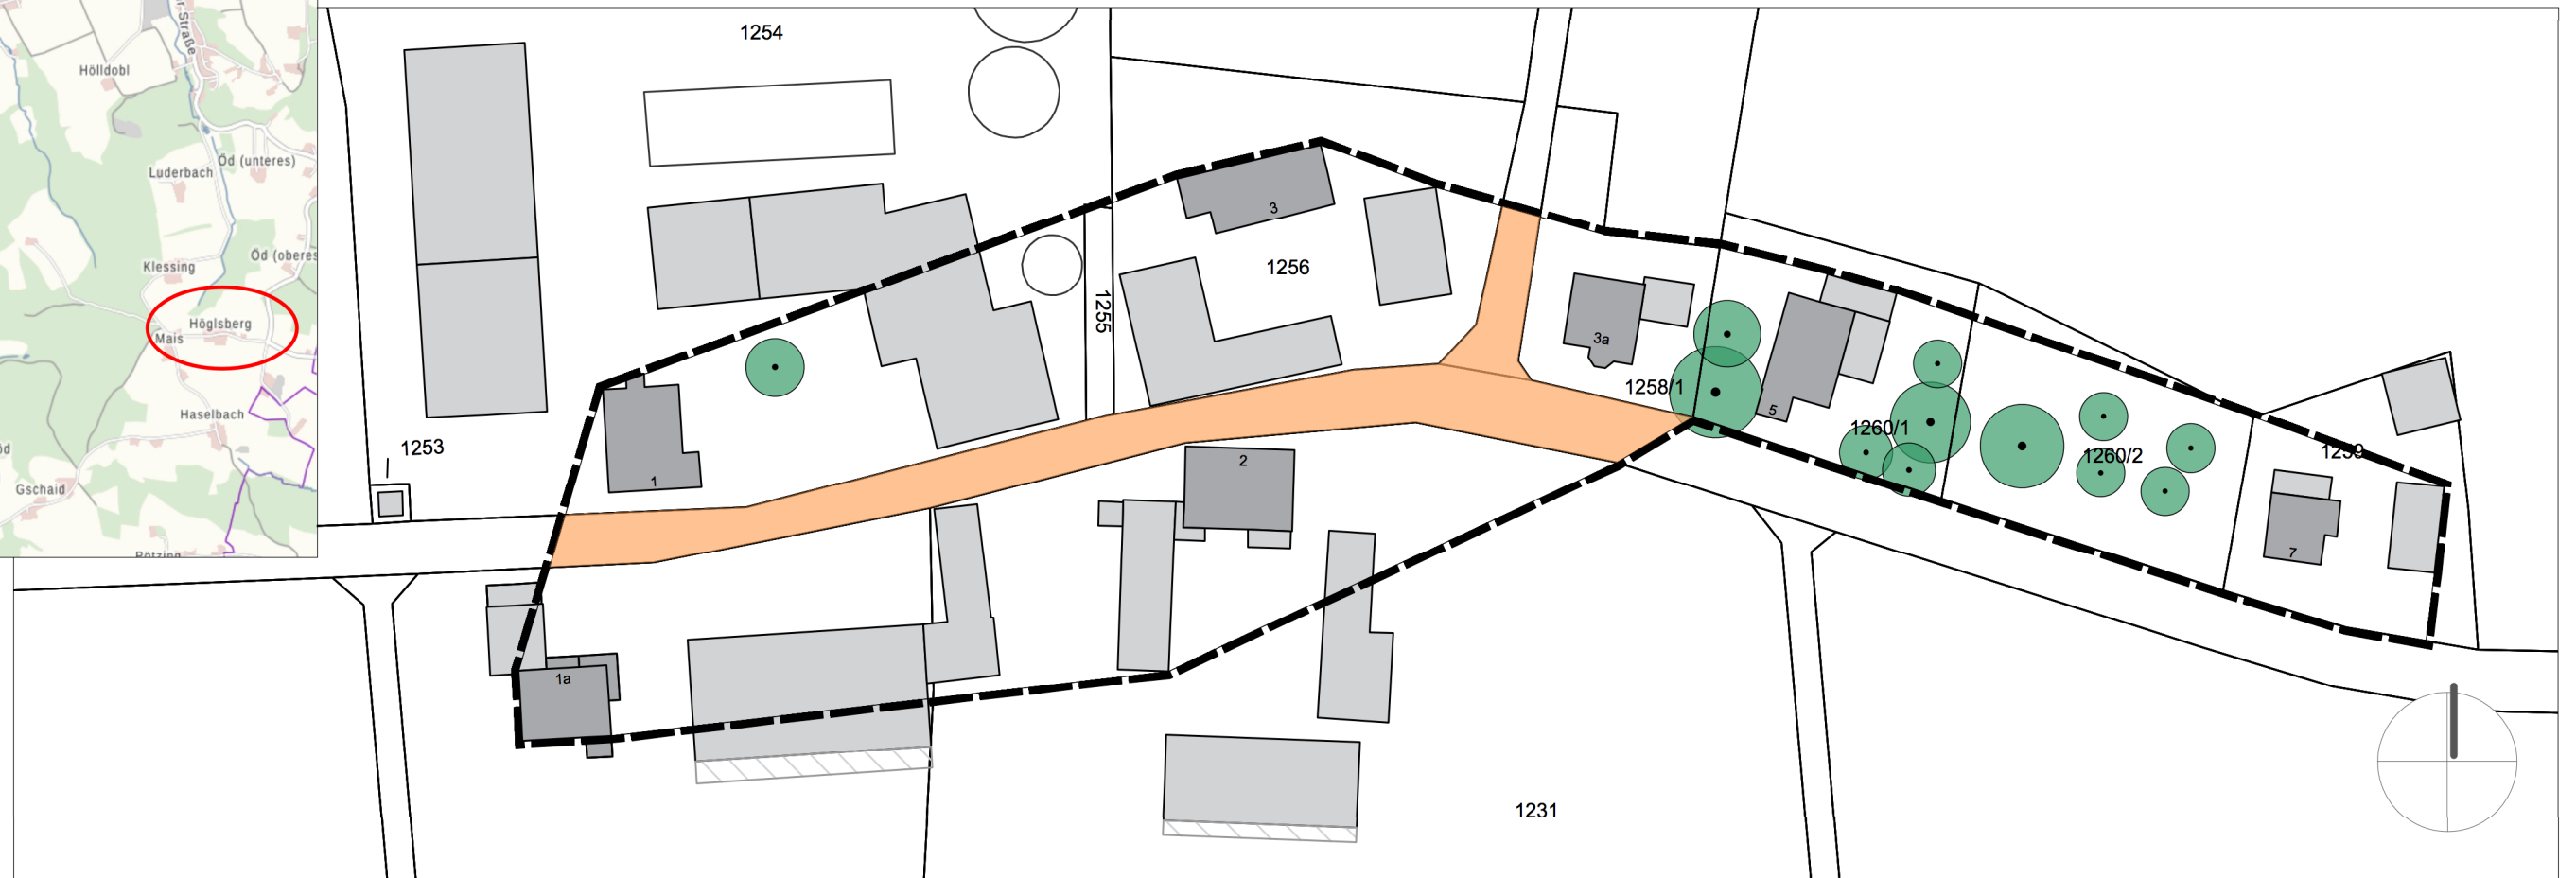 r Straße
Hölldobl
Öd (unteres)
Luderbach
Öd (oberes
Klessing
Höglsberg
Mais
Haselbach
öd
Gschaid
1254
3
1256
1255
3a
1258/1
5
1260/1
1260/2
1259
1253
1
2
7
1a
1231